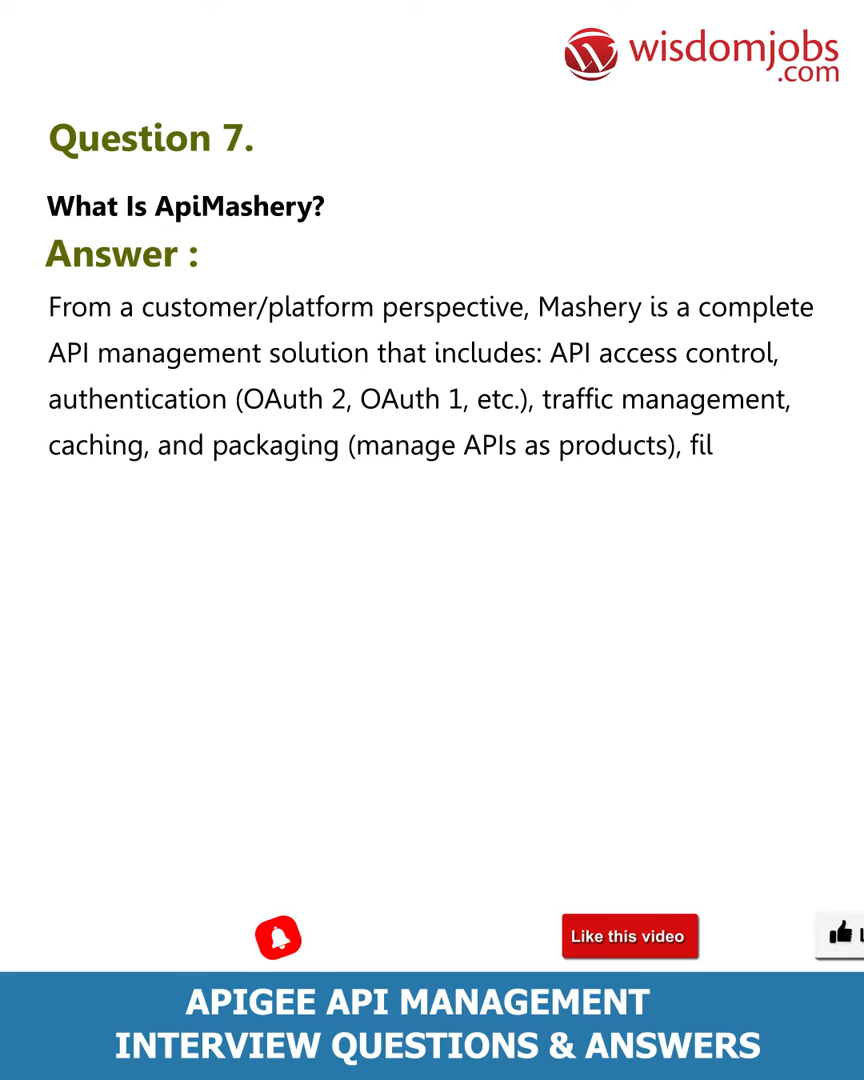 wisdomjobs
.com
Question 7.
What Is ApiMashery?
Answer :
From a customer/platform perspective, Mashery is a complete
API management solution that includes: API access control,
authentication (OAuth 2, OAuth 1, etc.), traffic management,
caching, and packaging (manage APIs as products), fil
Like this video
APIGEE API MANAGEMENT
INTERVIEW QUESTIONS & ANSWERS